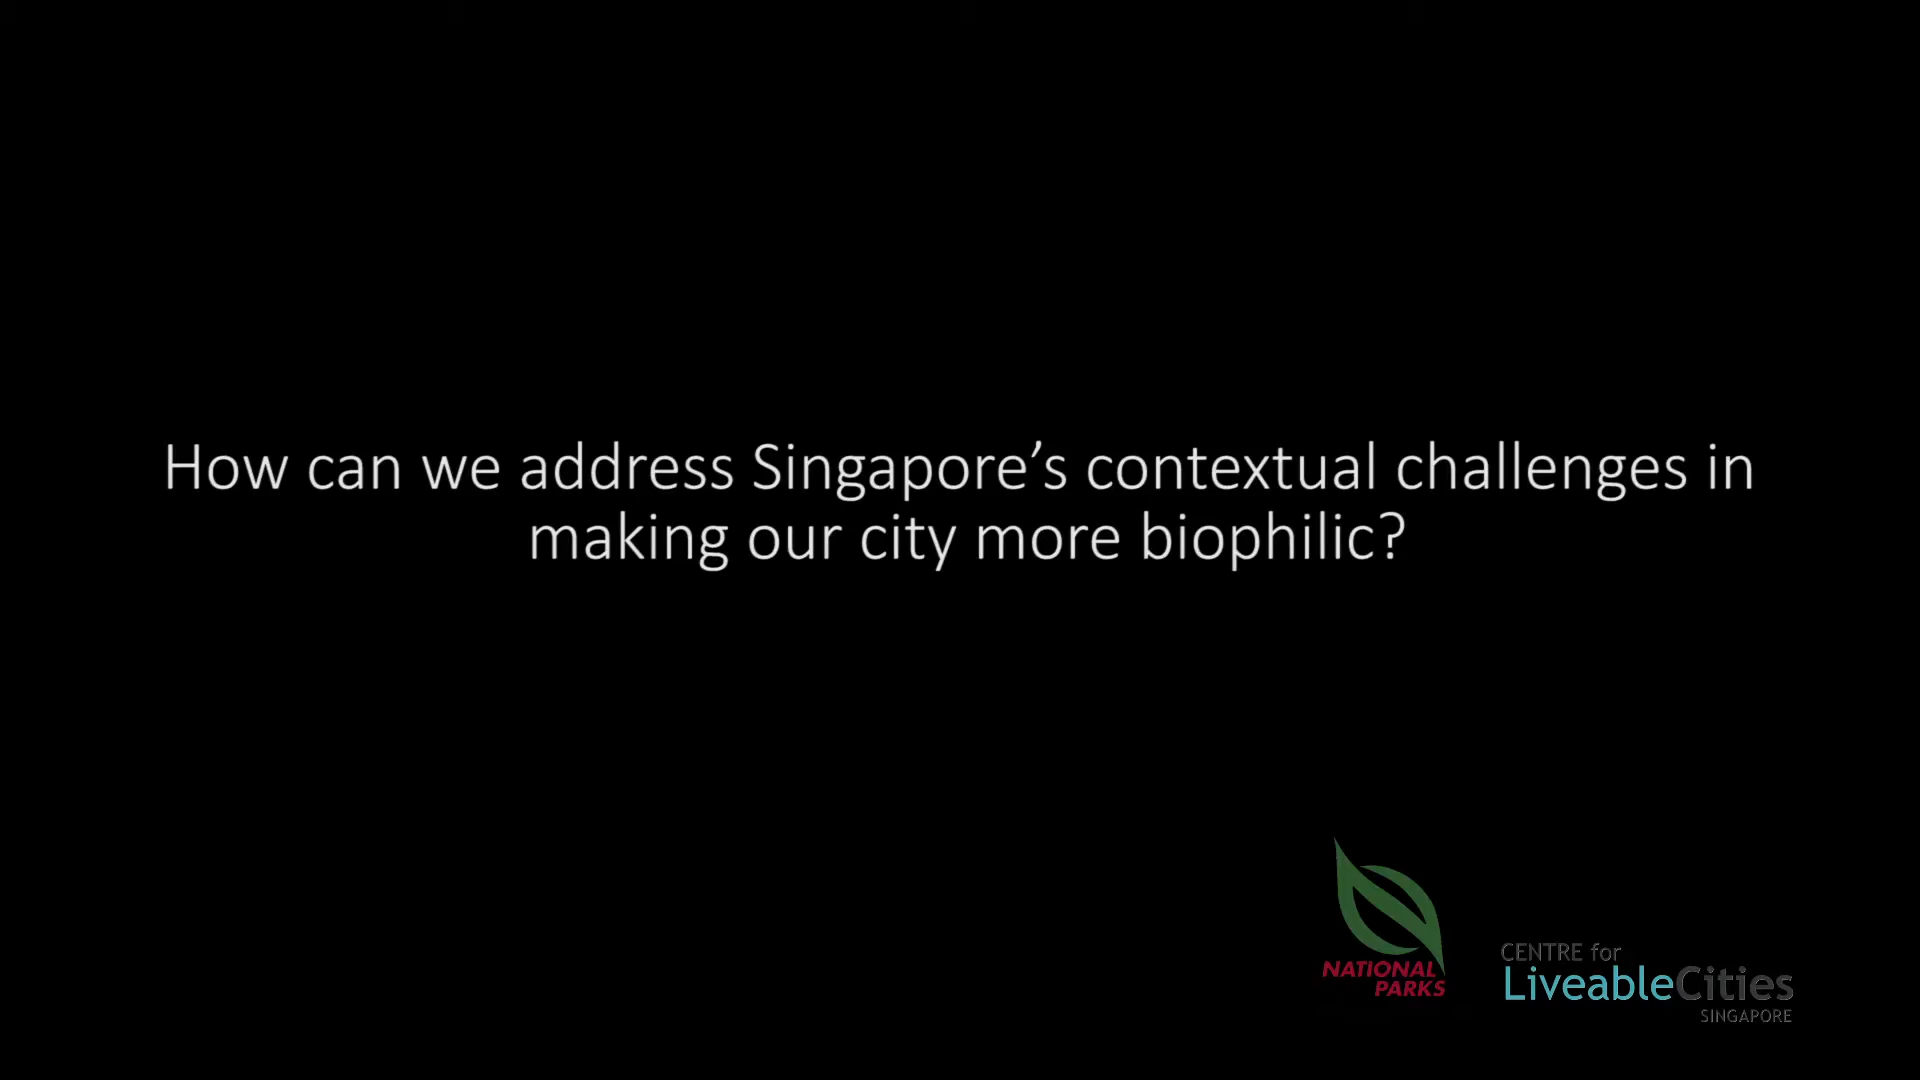 How can we address Singapore’s contextual challenges in
making our city more biophilic?
NATIONAL
PARKS
CENTRE for
LiveableCities
SINGAPORE